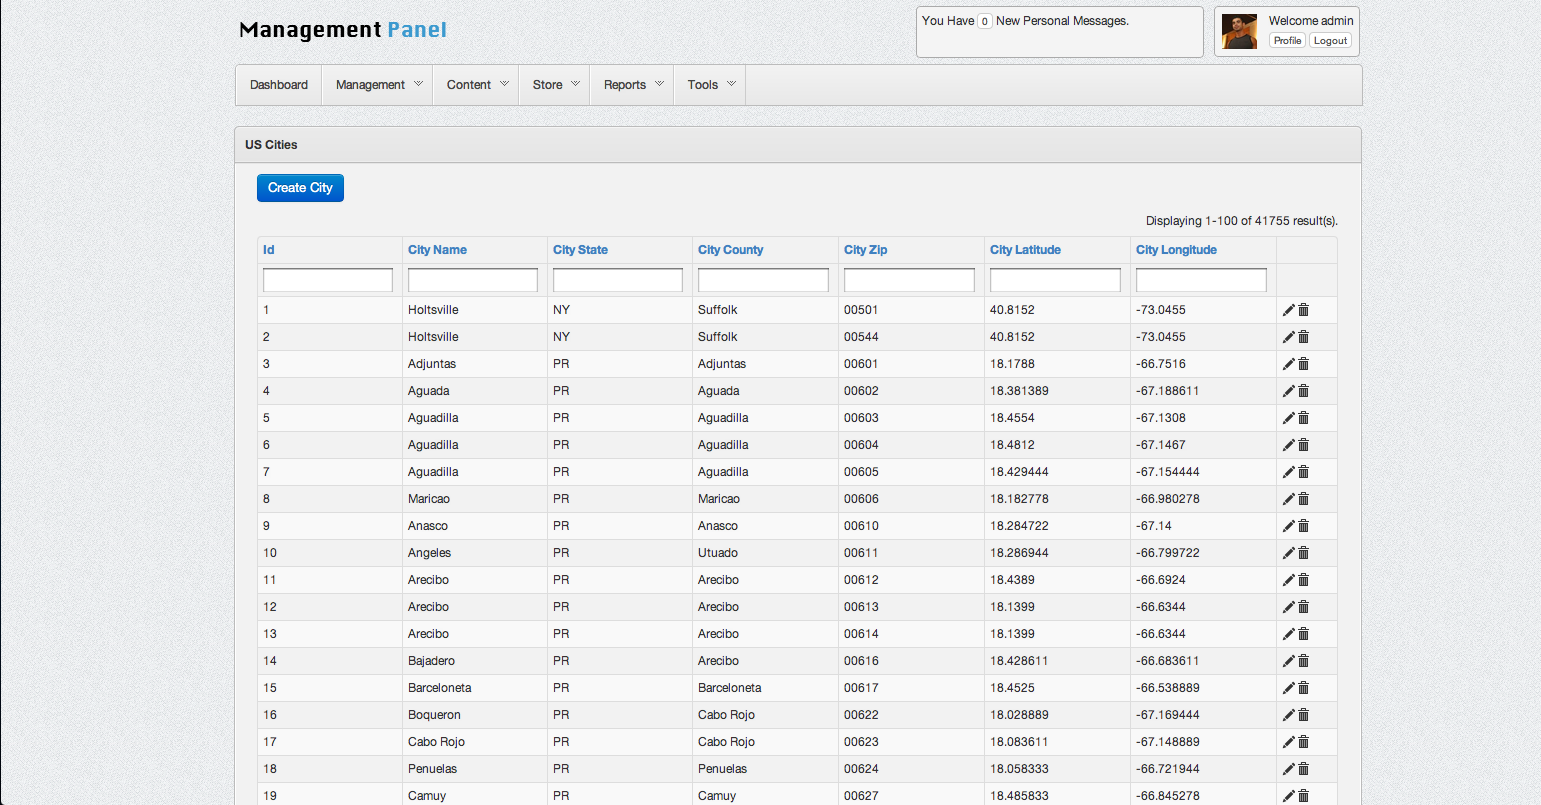 Management Panel
You Have 0 New Personal Messages.
Welcome admin
Profile Logout
Dashboard Management Content Store Reports Tools
US Cities
Create City
Displaying 1-100 of 41755 result(s).
Id City Name City State City County City Zip City Latitude City Longitude
1 Holtsville NY Suffolk 00501 40.8152 -73.0455
2 Holtsville NY Suffolk 00544 40.8152 -73.0455
3 Adjuntas PR Adjuntas 00601 18.1788 -66.7516
4 Aguada PR Aguada 00602 18.381389 -67.188611
5 Aguadilla PR Aguadilla 00603 18.4554 -67.1308
6 Aguadilla PR Aguadilla 00604 18.4812 -67.1467
7 Aguadilla PR Aguadilla 00605 18.429444 -67.154444
8 Maricao PR Maricao 00606 18.182778 -66.980278
9 Anasco PR Anasco 00610 18.284722 -67.14
10 Angeles PR Utuado 00611 18.286944 -66.799722
11 Arecibo PR Arecibo 00612 18.4389 -66.6924
12 Arecibo PR Arecibo 00613 18.1399 -66.6344
13 Arecibo PR Arecibo 00614 18.1399 -66.6344
14 Bajadero PR Arecibo 00616 18.428611 -66.683611
15 Barceloneta PR Barceloneta 00617 18.4525 -66.538889
16 Boqueron PR Cabo Rojo 00622 18.028889 -67.169444
17 Cabo Rojo PR Cabo Rojo 00623 18.083611 -67.148889
18 Penuelas PR Penuelas 00624 18.058333 -66.721944
19 Camuy PR Camuy 00627 18.485833 -66.845278